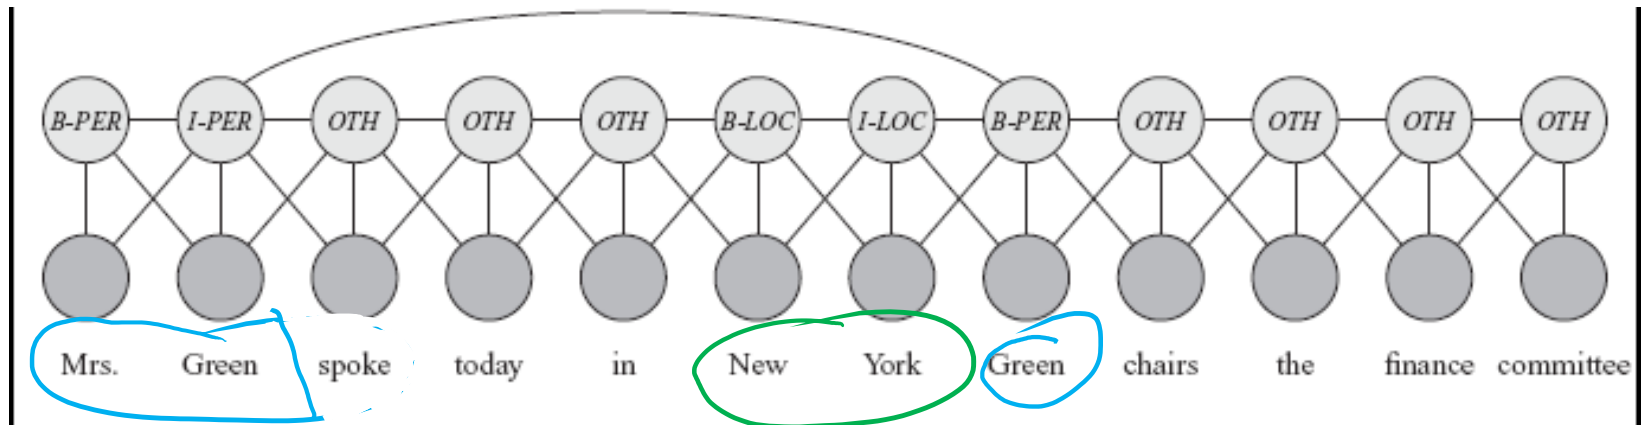 B-PER I-PER OTH OTH OTH B-LOC I-LOC B-PER OTH OTH OTH OTH
Mrs. Green spoke today in New York Green chairs the finance committee